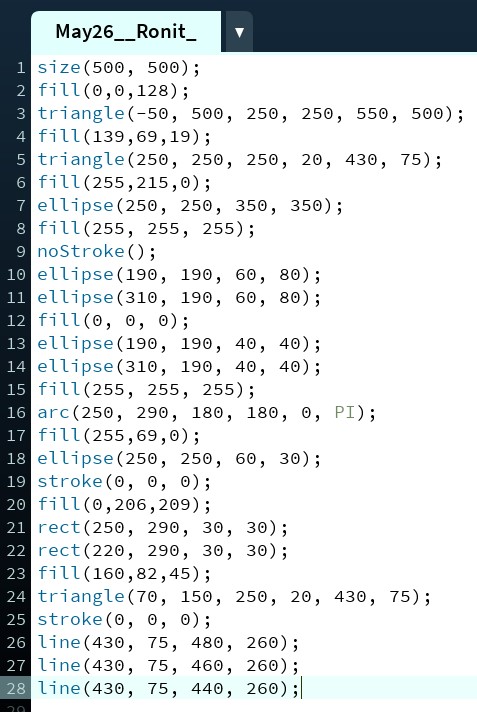 May26__Ronit_ ▼
1 size(500, 500);
2 fill(0,0,128);
3 triangle(-50, 500, 250, 250, 550, 500);
4 fill(139,69,19);
5 triangle(250, 250, 250, 20, 430, 75);
6 fill(255,215,0);
7 ellipse(250, 250, 350, 350);
8 fill(255, 255, 255);
9 noStroke();
10 ellipse(190, 190, 60, 80);
11 ellipse(310, 190, 60, 80);
12 fill(0, 0, 0);
13 ellipse(190, 190, 40, 40);
14 ellipse(310, 190, 40, 40);
15 fill(255, 255, 255);
16 arc(250, 290, 180, 180, 0, PI);
17 fill(255,69,0);
18 ellipse(250, 250, 60, 30);
19 stroke(0, 0, 0);
20 fill(0,206,209);
21 rect(250, 290, 30, 30);
22 rect(220, 290, 30, 30);
23 fill(160,82,45);
24 triangle(70, 150, 250, 20, 430, 75);
25 stroke(0, 0, 0);
26 line(430, 75, 480, 260);
27 line(430, 75, 460, 260);
28 line(430, 75, 440, 260);
29